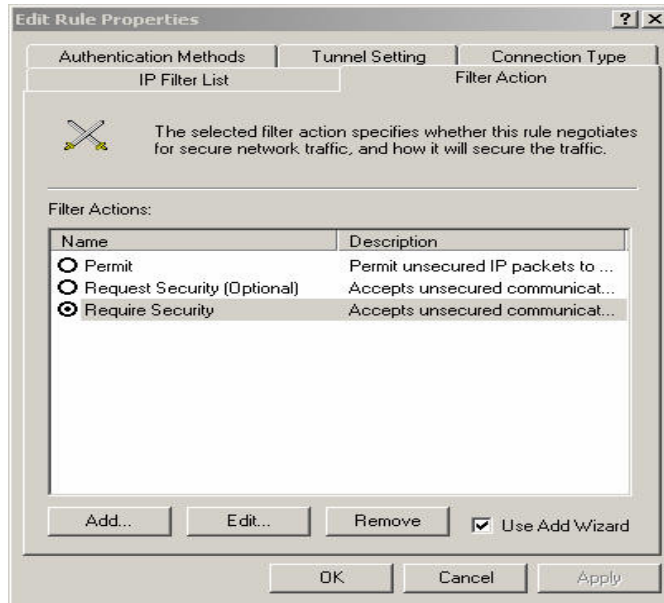 Edit Rule Properties
? x
Authentication Methods
Tunnel Setting
Connection Type
IP Filter List
Filter Action
The selected filter action specifies whether this rule negotiates
for secure network traffic, and how it will secure the traffic.
Filter Actions:
Name Description
Permit Permit unsecured IP packets to ...
Request Security (Optional) Accepts unsecured communicat...
Require Security Accepts unsecured communicat...
Add... Edit... Remove Use Add Wizard
OK Cancel Apply